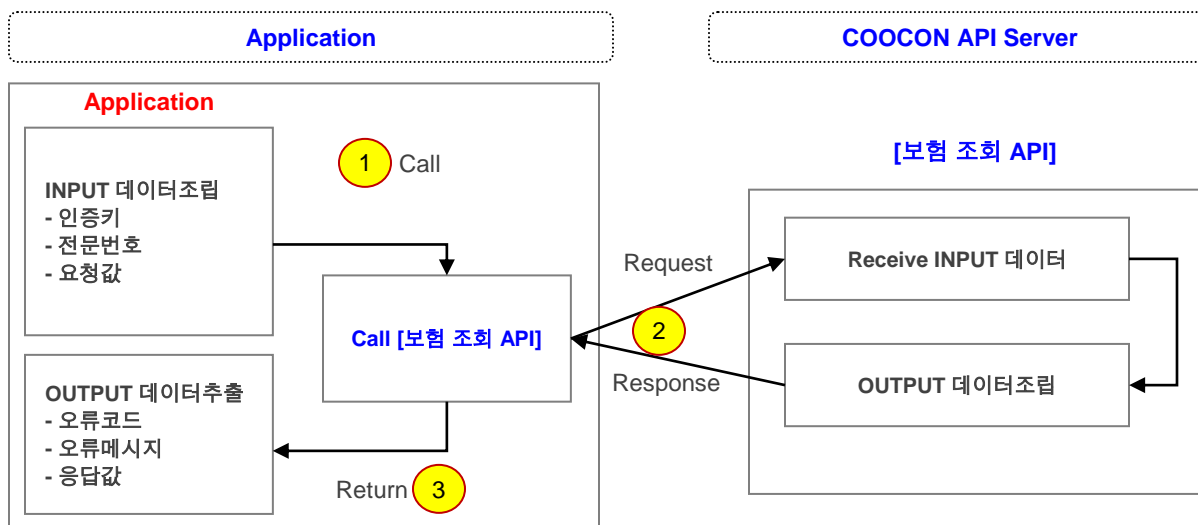 Application
COOCON API Server
Application
INPUT 데이터조립
- 인증키
- 전문번호
- 요청값
1 Call
Call [보험 조회 API]
OUTPUT 데이터추출
- 오류코드
- 오류메시지
- 응답값
Return 3
Request
2
Response
[보험 조회 API]
Receive INPUT 데이터
OUTPUT 데이터조립